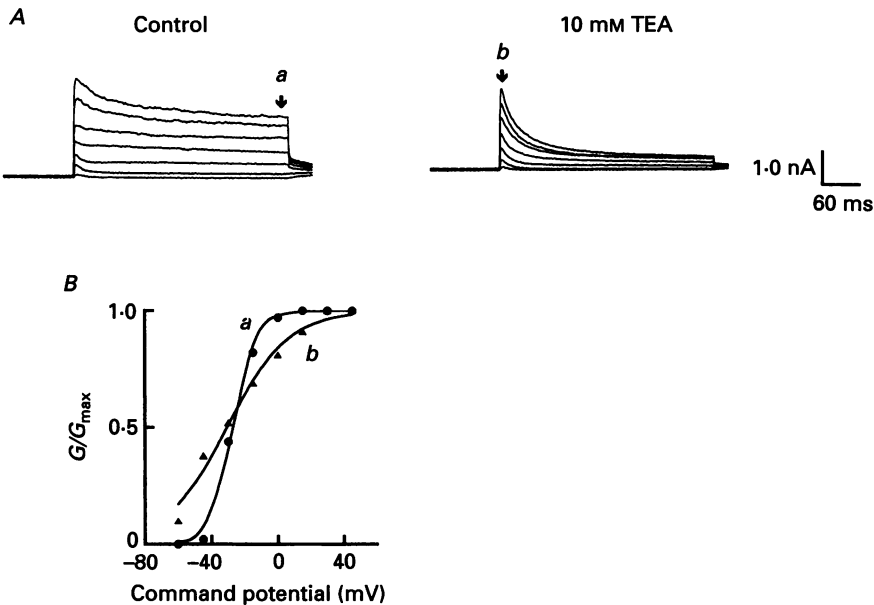 A
Control
10 mM TEA
a
b
1·0 nA
60 ms
B
1·0
a
b
G/Gmax
0·5
0
−80 −40 0 40
Command potential (mV)